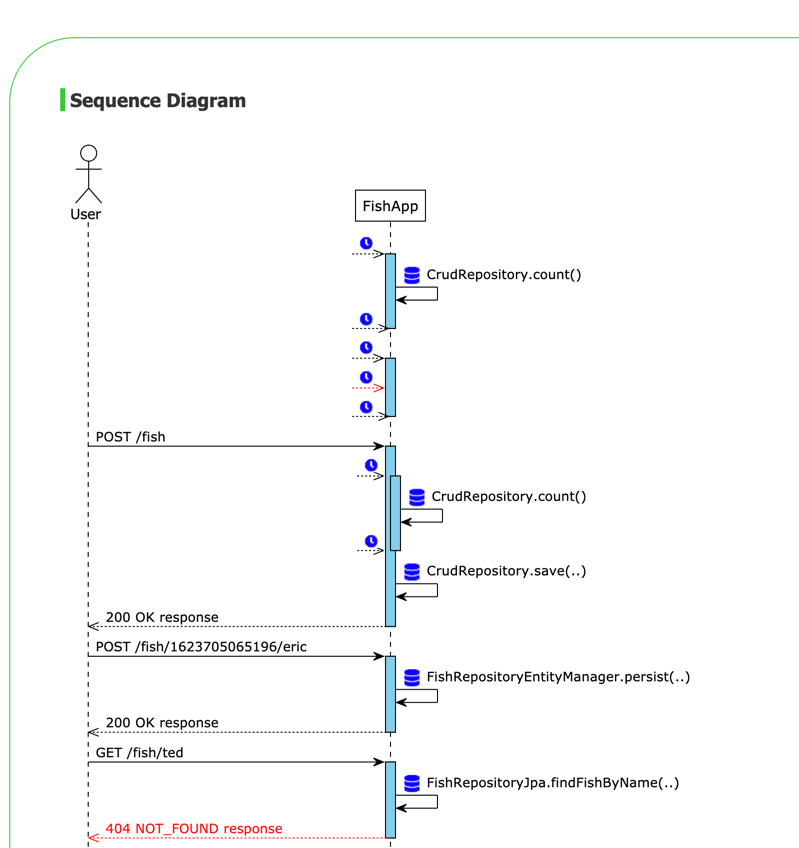 Sequence Diagram
User
FishApp
CrudRepository.count()
POST /fish
CrudRepository.count()
CrudRepository.save(..)
200 OK response
POST /fish/1623705065196/eric
FishRepositoryEntityManager.persist(..)
200 OK response
GET /fish/ted
FishRepositoryJpa.findFishByName(..)
404 NOT_FOUND response